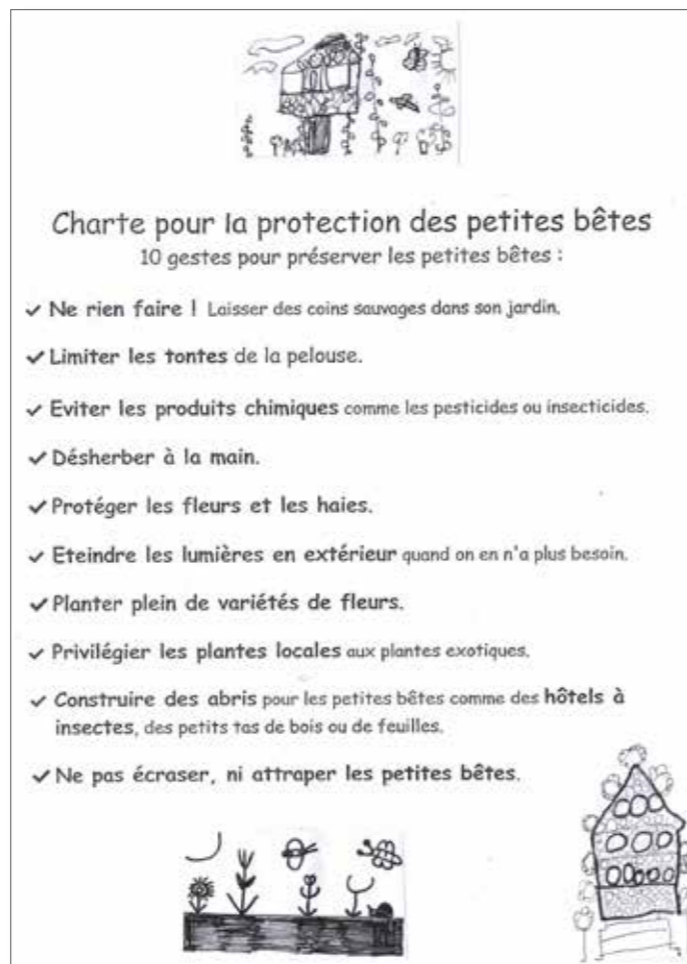 Charte pour la protection des petites bêtes
10 gestes pour préserver les petites bêtes :
✓ Ne rien faire ! Laisser des coins sauvages dans son jardin.
✓ Limiter les tontes de la pelouse.
✓ Eviter les produits chimiques comme les pesticides ou insecticides.
✓ Désherber à la main.
✓ Protéger les fleurs et les haies.
✓ Eteindre les lumières en extérieur quand on en n'a plus besoin.
✓ Planter plein de variétés de fleurs.
✓ Privilégier les plantes locales aux plantes exotiques.
✓ Construire des abris pour les petites bêtes comme des hôtels à
insectes, des petits tas de bois ou de feuilles.
✓ Ne pas écraser, ni attraper les petites bêtes.